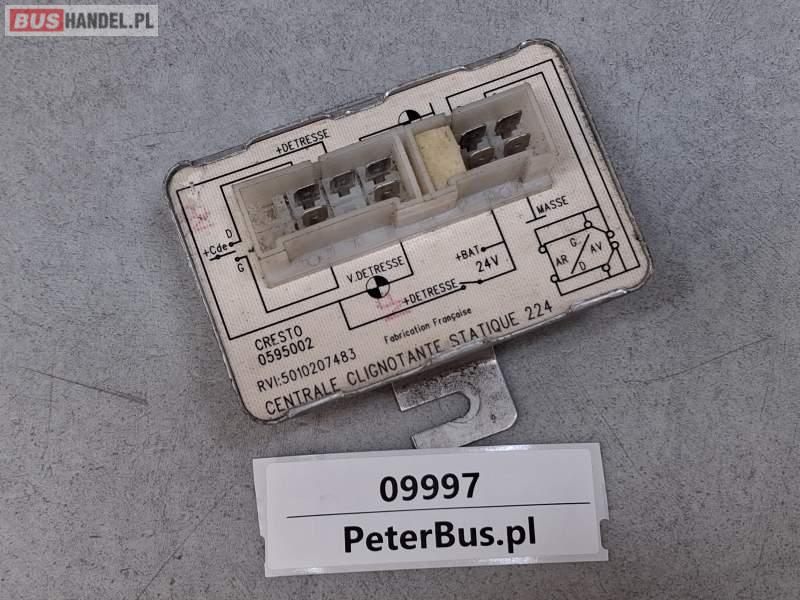 BUSHANDEL.PL
+DETRESSE
D
+Cde
G
V.DETRESSE
+BAT
24V
+DETRESSE
MASSE
G.
AR
AV
D
CRESTO
0595002
Fabrication Française
RVI:5010207483
CENTRALE CLIGNOTANTE STATIQUE 224
09997
PeterBus.pl